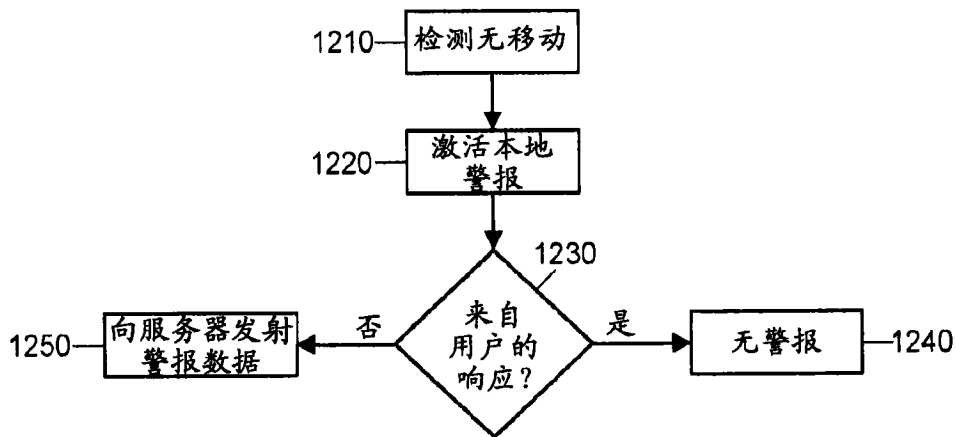 1210
检测无移动
1220
激活本地
警报
1230
来自
用户的
响应?
否
是
1250
向服务器发射
警报数据
无警报
1240